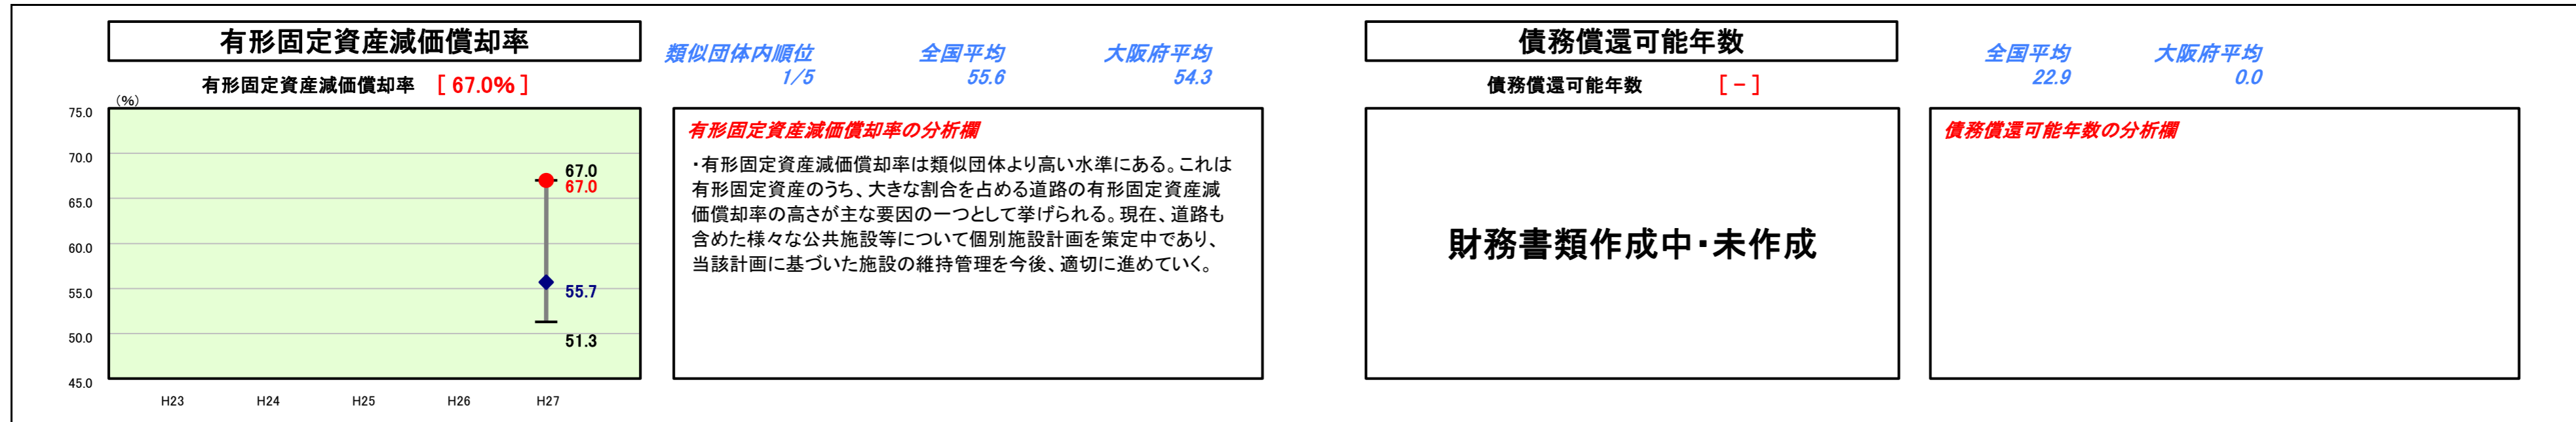 有形固定資産減価償却率
類似団体内順位 全国平均 大阪府平均
1/5 55.6 54.3
有形固定資産減価償却率 [ 67.0% ]
(%)
75.0
70.0
65.0
60.0
55.0
50.0
45.0
67.0
67.0
55.7
51.3
H23 H24 H25 H26 H27
有形固定資産減価償却率の分析欄
・有形固定資産減価償却率は類似団体より高い水準にある。これは
有形固定資産のうち、大きな割合を占める道路の有形固定資産減
価償却率の高さが主な要因の一つとして挙げられる。現在、道路も
含めた様々な公共施設等について個別施設計画を策定中であり、
当該計画に基づいた施設の維持管理を今後、適切に進めていく。
債務償還可能年数
全国平均 大阪府平均
22.9 0.0
債務償還可能年数 [ - ]
財務書類作成中・未作成
債務償還可能年数の分析欄